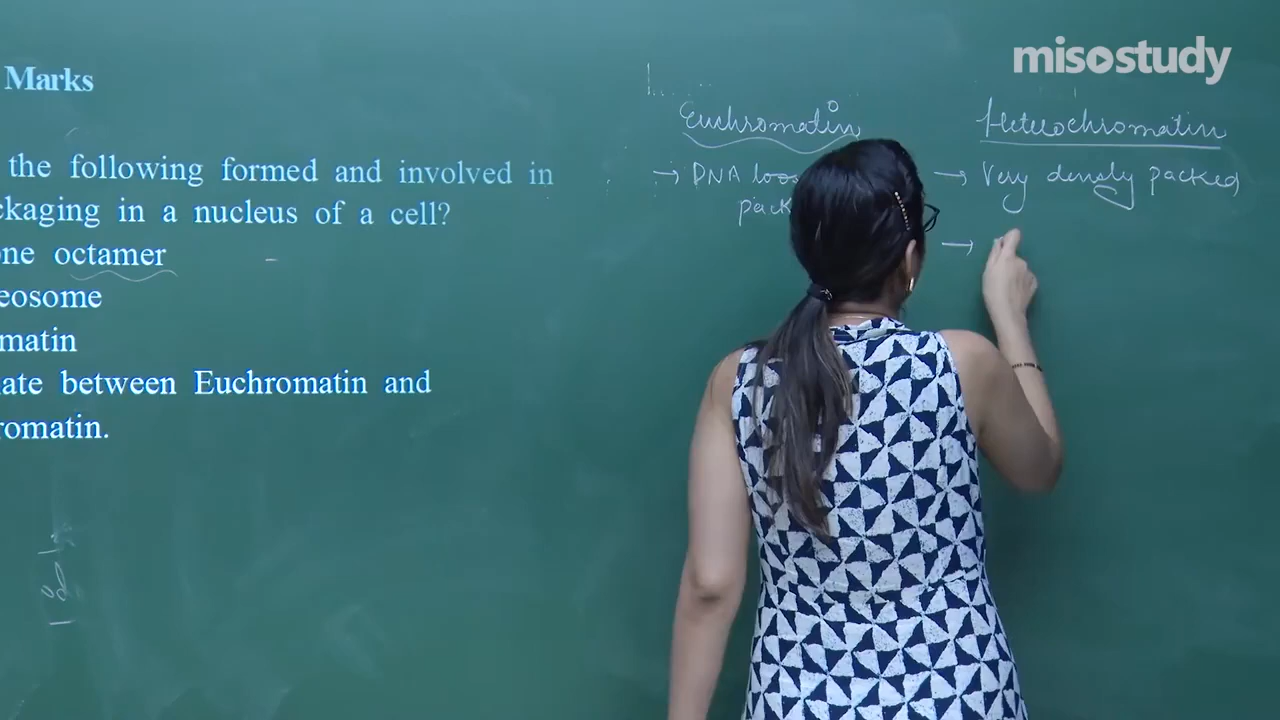 misostudy
Marks
the following formed and involved in
ckaging in a nucleus of a cell?
ne octamer
eosome
matin
ate between Euchromatin and
romatin.
Euchromatin
→ DNA loo
pack
Heterochromatin
→ Very densly packed
→